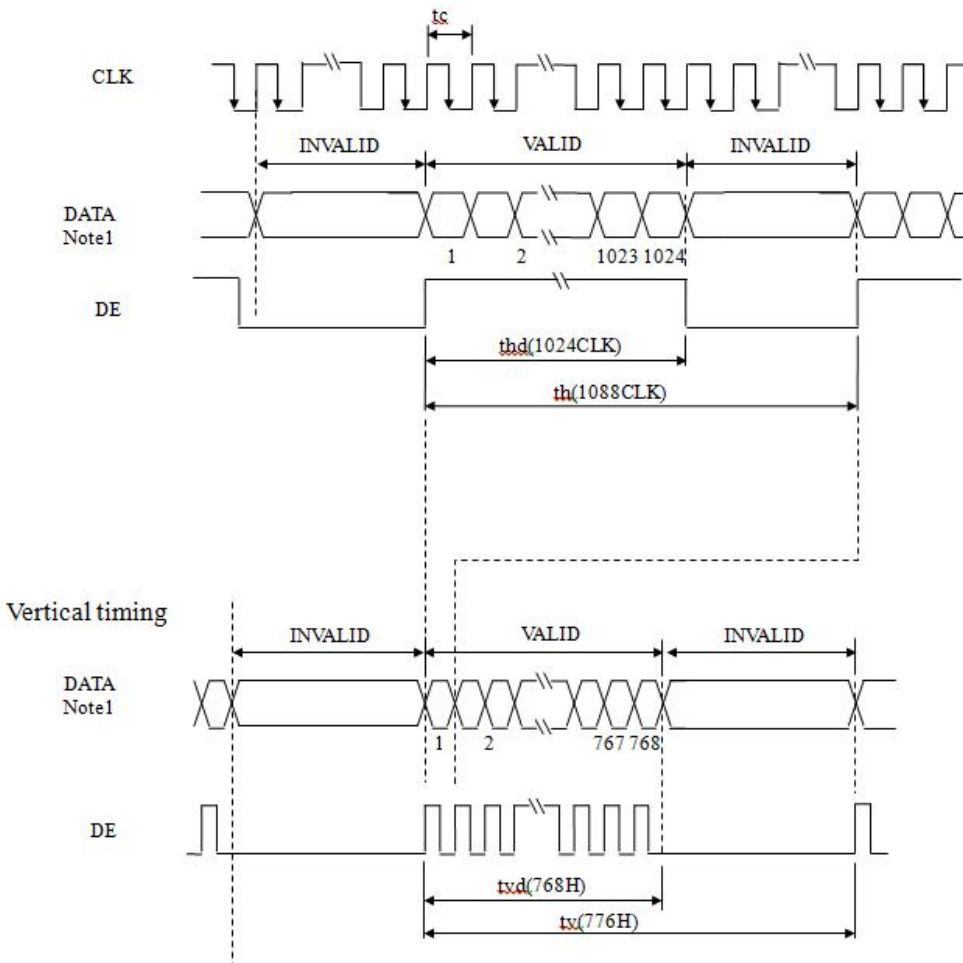 tc
CLK
INVALID VALID INVALID
DATA
Note1
1 2 1023 1024
DE
thd(1024CLK)
th(1088CLK)
Vertical timing
INVALID VALID INVALID
DATA
Note1
1 2 767 768
DE
tvd(768H)
tv(776H)